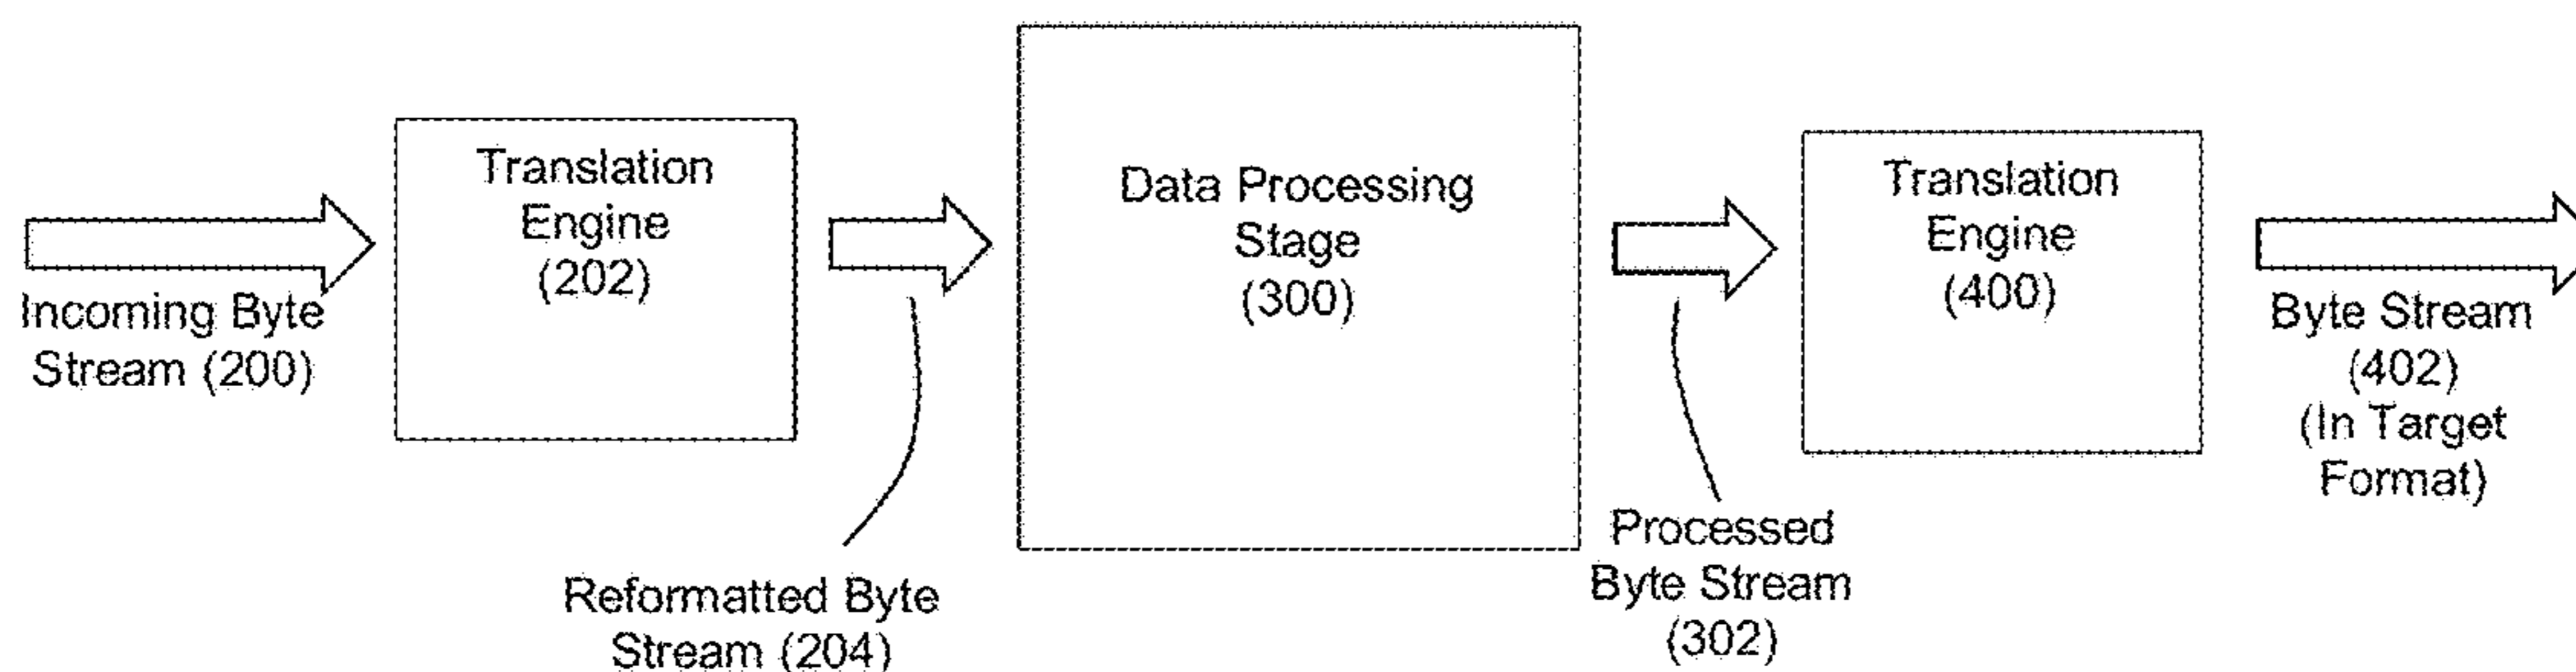 Incoming Byte
Stream (200)
Translation
Engine
(202)
Reformatted Byte
Stream (204)
Data Processing
Stage
(300)
Processed
Byte Stream
(302)
Translation
Engine
(400)
Byte Stream
(402)
(In Target
Format)